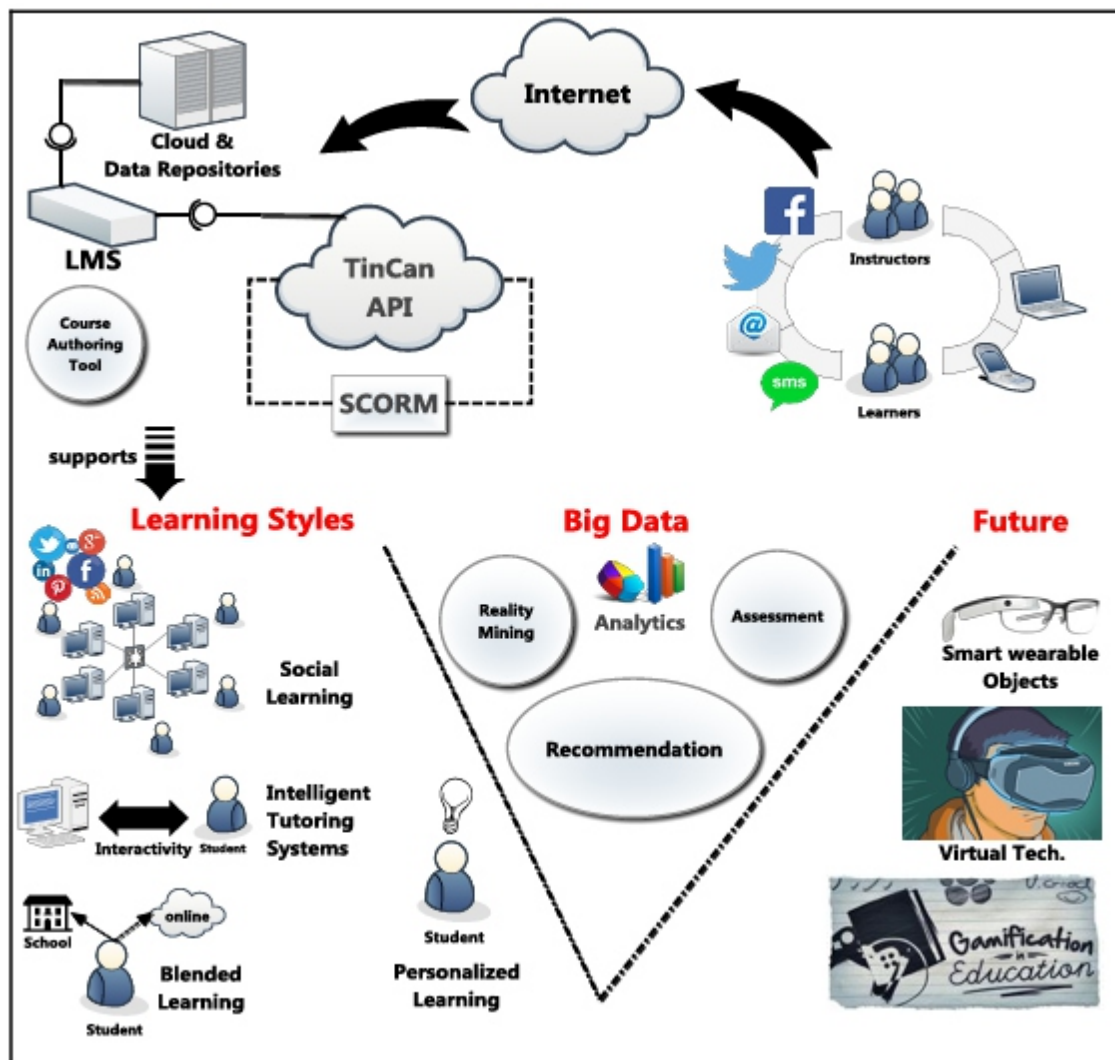 Internet
Cloud &
Data Repositories
LMS
TinCan
API
SCORM
Course
Authoring
Tool
Instructors
@
sms
Learners
supports
Learning Styles
Big Data
Future
g+
in
f
Social
Learning
Reality
Mining
Analytics
Assessment
Recommendation
Smart wearable
Objects
Virtual Tech.
Interactivity
Student
Intelligent
Tutoring
Systems
School
online
Student
Blended
Learning
Student
Personalized
Learning
Gamification
in
Education